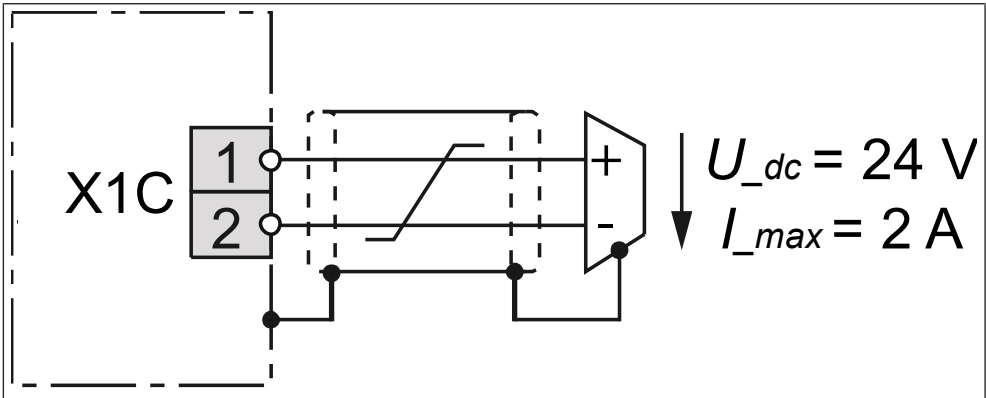 1
X1C
2
+
-
U_dc = 24 V
I_max = 2 A